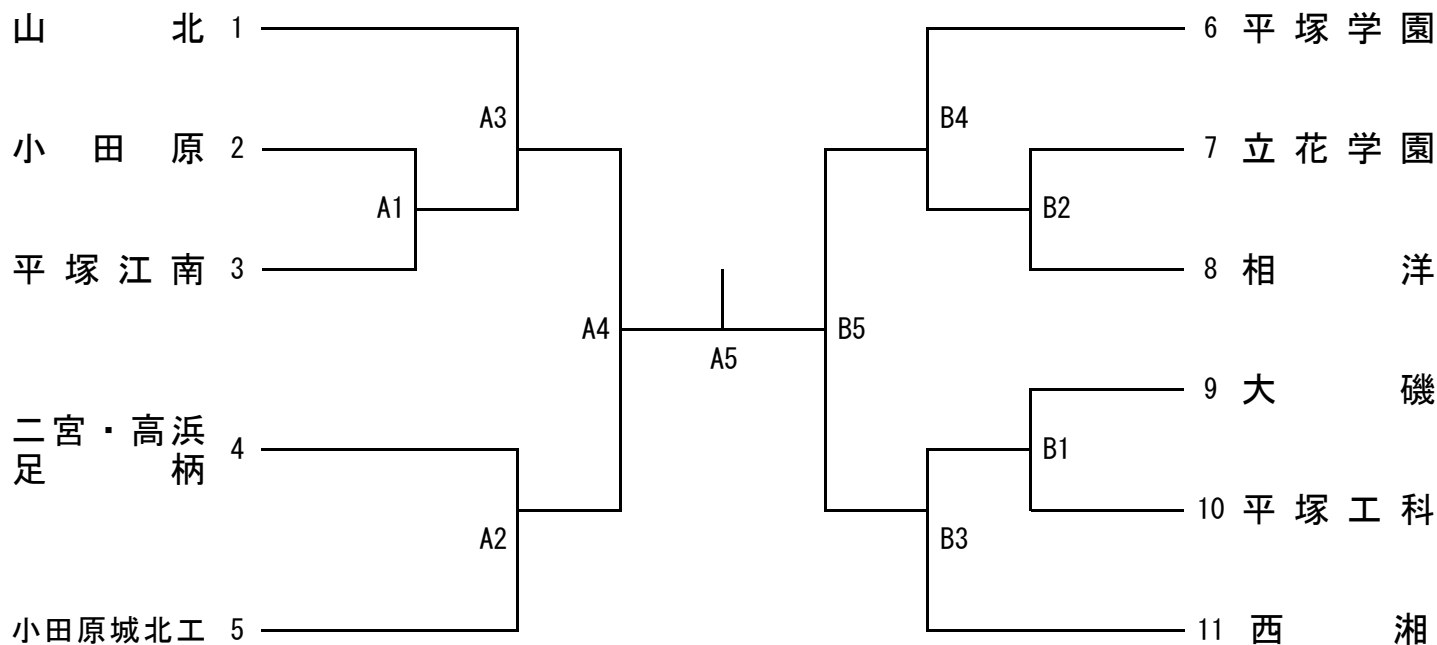 山北 1
小田原 2
平塚江南 3
二宮・高浜
足柄 4
小田原城北工 5
A3
A1
A4
A2
A5
B4
B2
B5
B1
B3
6 平塚学園
7 立花学園
8 相洋
9 大磯
10 平塚工科
11 西湘